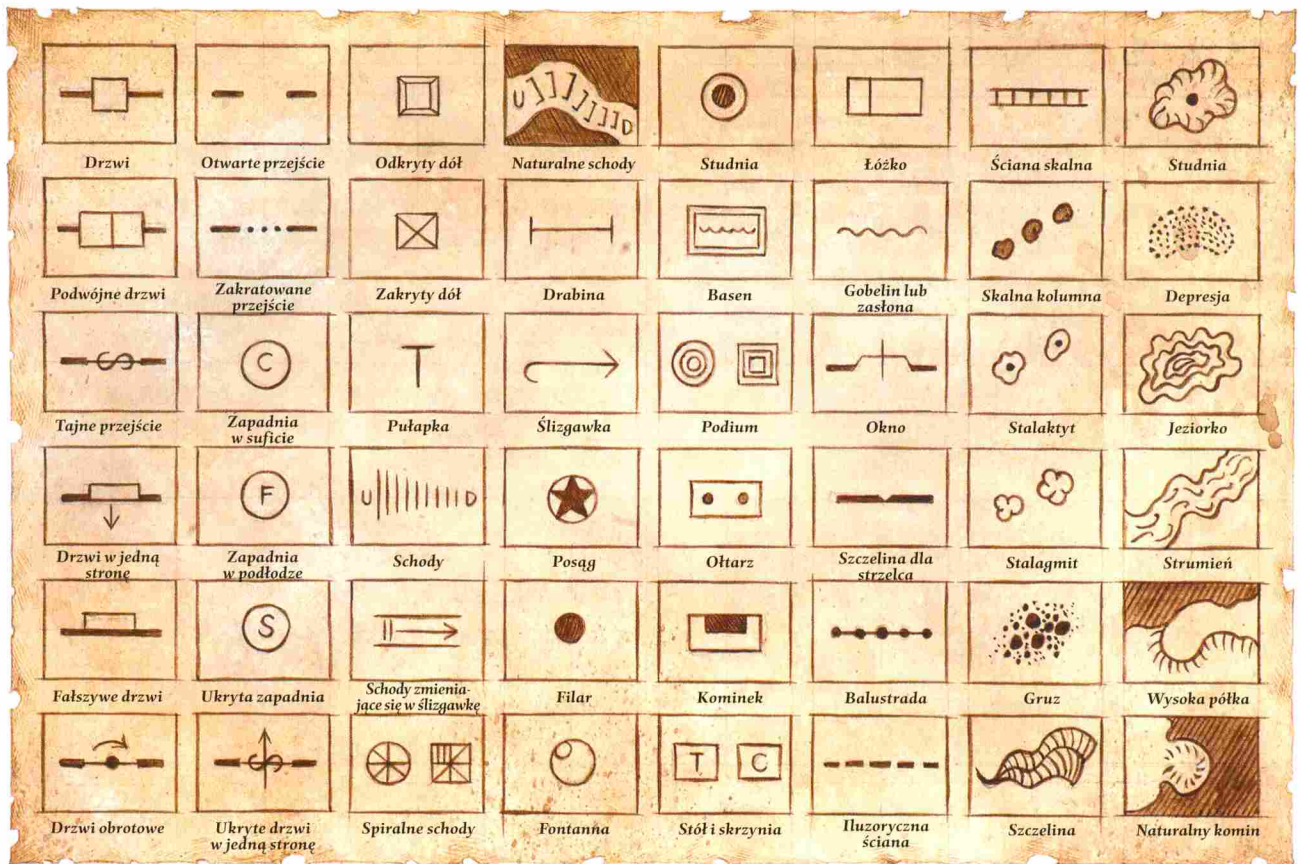 Drzwi
Otwarte przejście
Odkryty dół
U D
Naturalne schody
Studnia
Łóżko
Ściana skalna
Studnia
Podwójne drzwi
Zakratowane
przejście
Zakryty dół
Drabina
Basen
Gobelin lub
zasłona
Skalna kolumna
Depresja
S
Tajne przejście
C
Zapadnia
w suficie
T
Pułapka
Ślizgawka
Podium
Okno
Stalaktyt
Jeziorko
Drzwi w jedną
stronę
F
Zapadnia
w podłodze
U D
Schody
Posąg
Ołtarz
Szczelina dla
strzelca
Stalagmit
Strumień
Fałszywe drzwi
S
Ukryta zapadnia
Schody zmienia-
jące się w ślizgawkę
Filar
Kominek
Balustrada
Gruz
Wysoka półka
Drzwi obrotowe
S
Ukryte drzwi
w jedną stronę
Spiralne schody
Fontanna
T C
Stół i skrzynia
Iluzoryczna
ściana
Szczelina
Naturalny komin